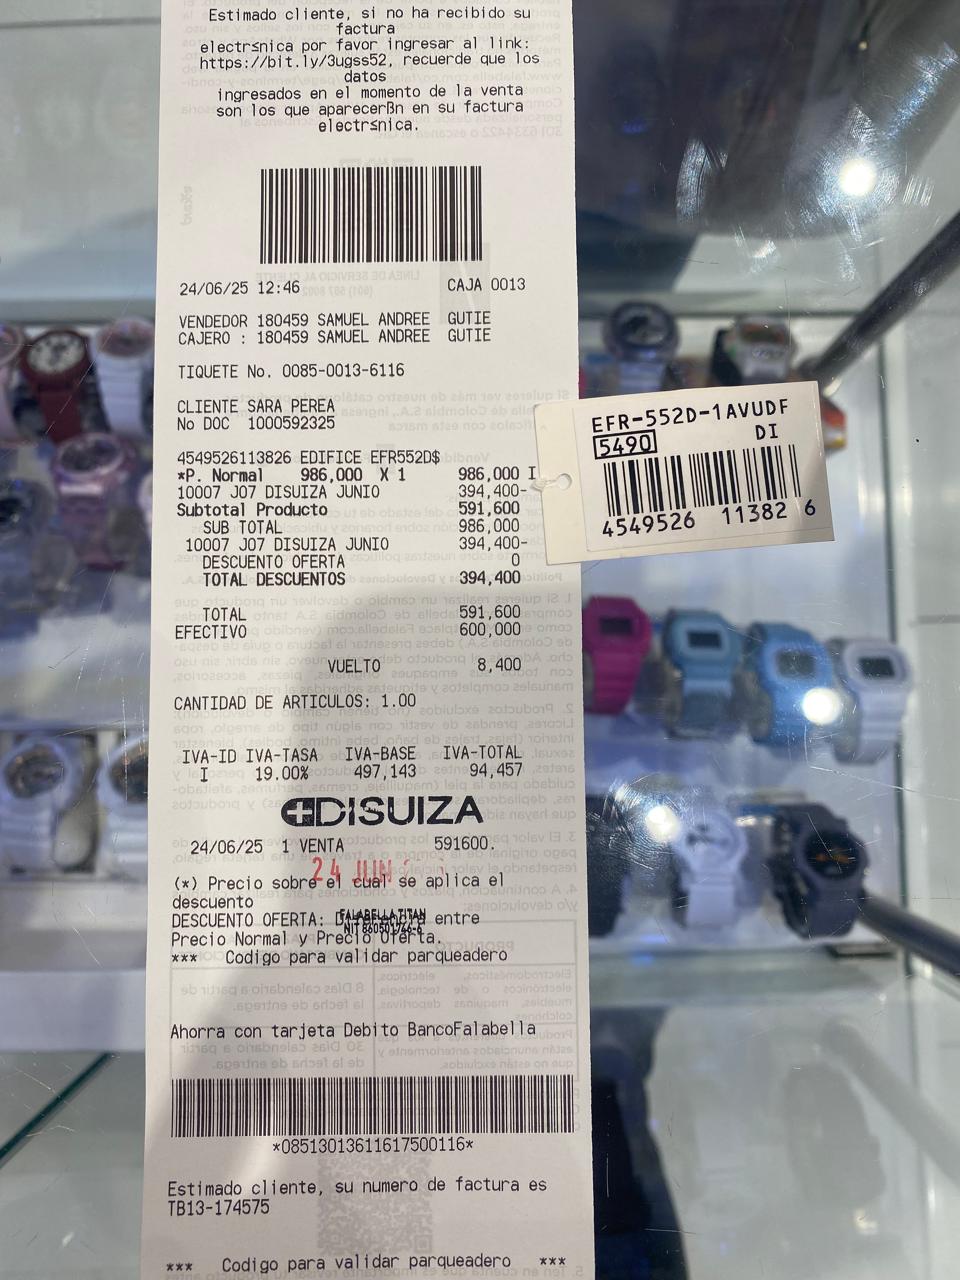 Estimado cliente, si no ha recibido su
factura
electr≤nica por favor ingresar al link:
https://bit.ly/3ugss52, recuerde que los
datos
ingresados en el momento de la venta
son los que aparecerßn en su factura
electr≤nica.
24/06/25 12:46 CAJA 0013
VENDEDOR 180459 SAMUEL ANDREE GUTIE
CAJERO : 180459 SAMUEL ANDREE GUTIE
TIQUETE No. 0085-0013-6116
CLIENTE SARA PEREA
No DOC 1000592325
4549526113826 EDIFICE EFR552D$
*P. Normal 986,000 X 1 986,000 I
10007 J07 DISUIZA JUNIO 394,400-
Subtotal Producto 591,600
SUB TOTAL 986,000
10007 J07 DISUIZA JUNIO 394,400-
DESCUENTO OFERTA 0
TOTAL DESCUENTOS 394,400
TOTAL 591,600
EFECTIVO 600,000
VUELTO 8,400
CANTIDAD DE ARTICULOS: 1.00
IVA-ID IVA-TASA IVA-BASE IVA-TOTAL
I 19.00% 497,143 94,457
DISUIZA
24/06/25 1 VENTA 591600.
24 JUN
(*) Precio sobre el cual se aplica el
descuento
FALABELLA TITAN
DESCUENTO OFERTA: Diferencia entre
NIT 860501746-6
Precio Normal y Precio Oferta.
*** Codigo para validar parqueadero
Ahorra con tarjeta Debito BancoFalabella
*08513013611617500116*
Estimado cliente, su numero de factura es
TB13-174575
*** Codigo para validar parqueadero ***
EFR-552D-1AVUDF
5490 DI
4549526 11382 6